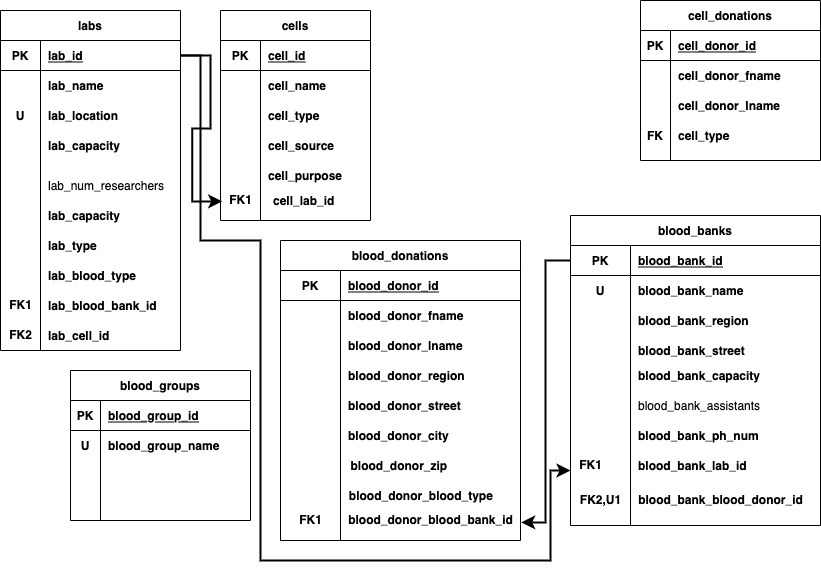 labs
PK lab_id
lab_name
U lab_location
lab_capacity
lab_num_researchers
lab_capacity
lab_type
lab_blood_type
FK1 lab_blood_bank_id
FK2 lab_cell_id
cells
PK cell_id
cell_name
cell_type
cell_source
cell_purpose
FK1 cell_lab_id
cell_donations
PK cell_donor_id
cell_donor_fname
cell_donor_lname
FK cell_type
blood_groups
PK blood_group_id
U blood_group_name
blood_donations
PK blood_donor_id
blood_donor_fname
blood_donor_lname
blood_donor_region
blood_donor_street
blood_donor_city
blood_donor_zip
blood_donor_blood_type
FK1 blood_donor_blood_bank_id
blood_banks
PK blood_bank_id
U blood_bank_name
blood_bank_region
blood_bank_street
blood_bank_capacity
blood_bank_assistants
blood_bank_ph_num
FK1 blood_bank_lab_id
FK2,U1 blood_bank_blood_donor_id